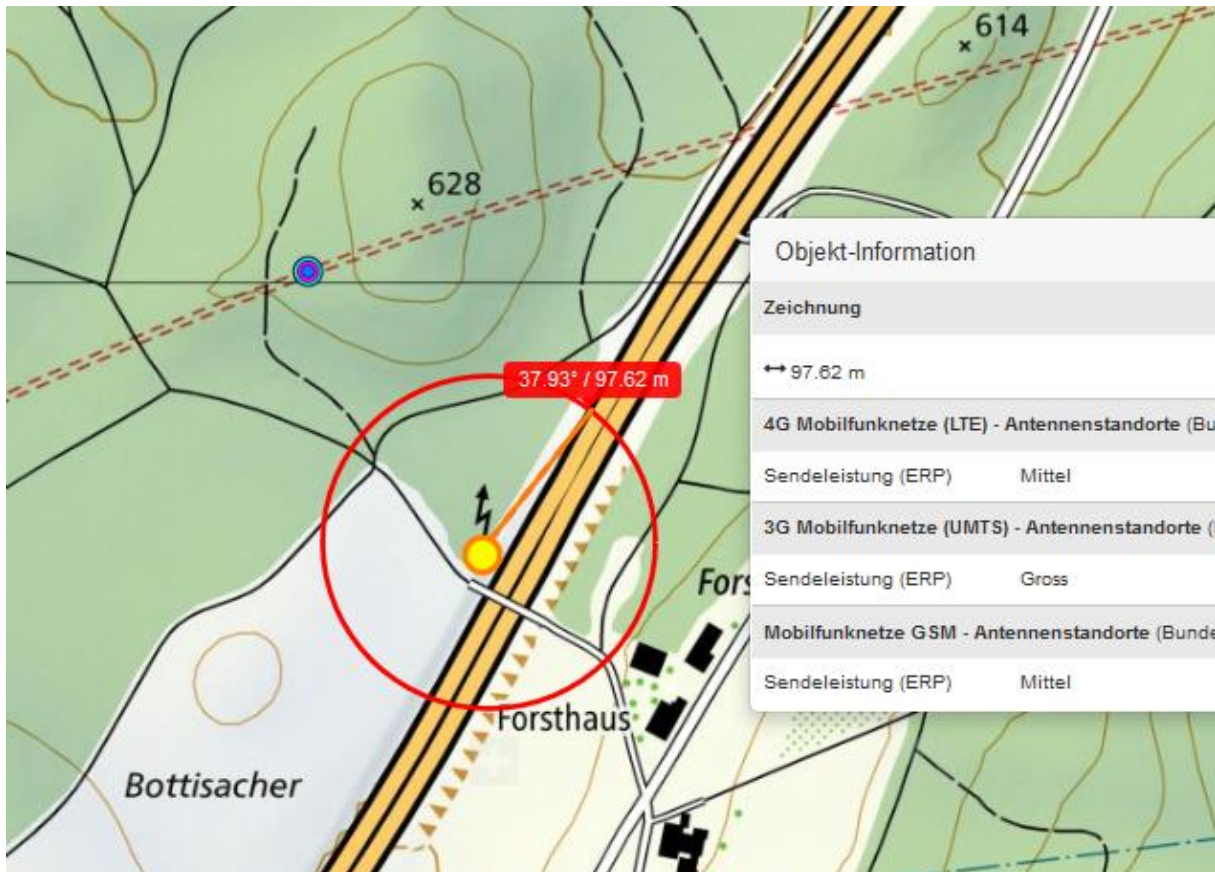 614
628
37.93° / 97.62 m
Objekt-Information
Zeichnung
↔ 97.62 m
4G Mobilfunknetze (LTE) - Antennenstandorte (Bu
Sendeleistung (ERP) Mittel
3G Mobilfunknetze (UMTS) - Antennenstandorte (
Sendeleistung (ERP) Gross
Mobilfunknetze GSM - Antennenstandorte (Bunde
Sendeleistung (ERP) Mittel
Fors
Forsthaus
Bottisacher